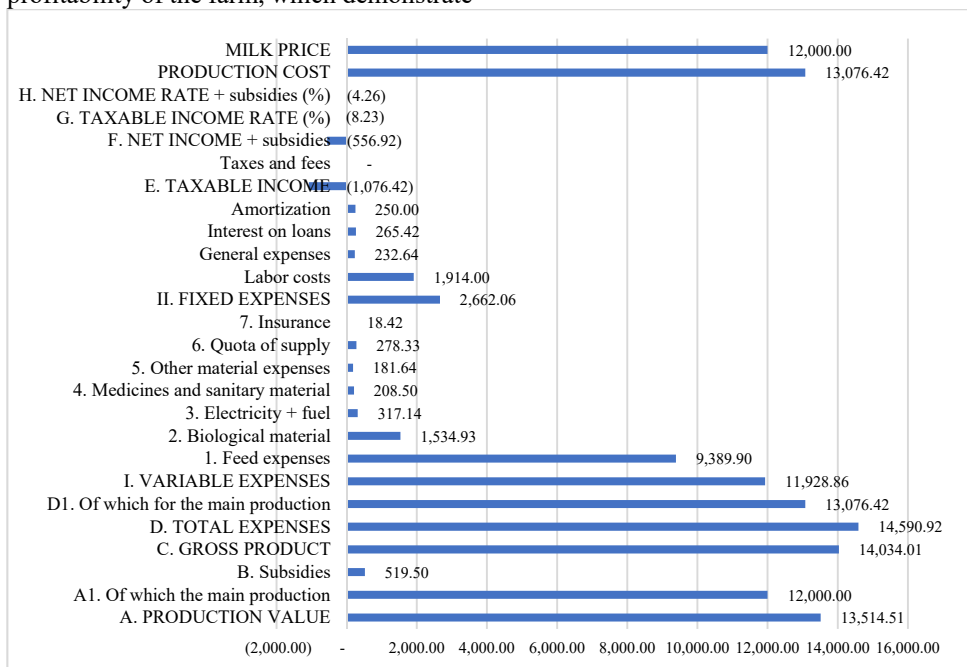 profitability of the farm, which demonstrate
MILK PRICE 12,000.00
PRODUCTION COST 13,076.42
H. NET INCOME RATE + subsidies (%) (4.26)
G. TAXABLE INCOME RATE (%) (8.23)
F. NET INCOME + subsidies (556.92)
Taxes and fees -
E. TAXABLE INCOME (1,076.42)
Amortization 250.00
Interest on loans 265.42
General expenses 232.64
Labor costs 1,914.00
II. FIXED EXPENSES 2,662.06
7. Insurance 18.42
6. Quota of supply 278.33
5. Other material expenses 181.64
4. Medicines and sanitary material 208.50
3. Electricity + fuel 317.14
2. Biological material 1,534.93
1. Feed expenses 9,389.90
I. VARIABLE EXPENSES 11,928.86
D1. Of which for the main production 13,076.42
D. TOTAL EXPENSES 14,590.92
C. GROSS PRODUCT 14,034.01
B. Subsidies 519.50
A1. Of which the main production 12,000.00
A. PRODUCTION VALUE 13,514.51
(2,000.00) - 2,000.00 4,000.00 6,000.00 8,000.00 10,000.00 12,000.00 14,000.00 16,000.00